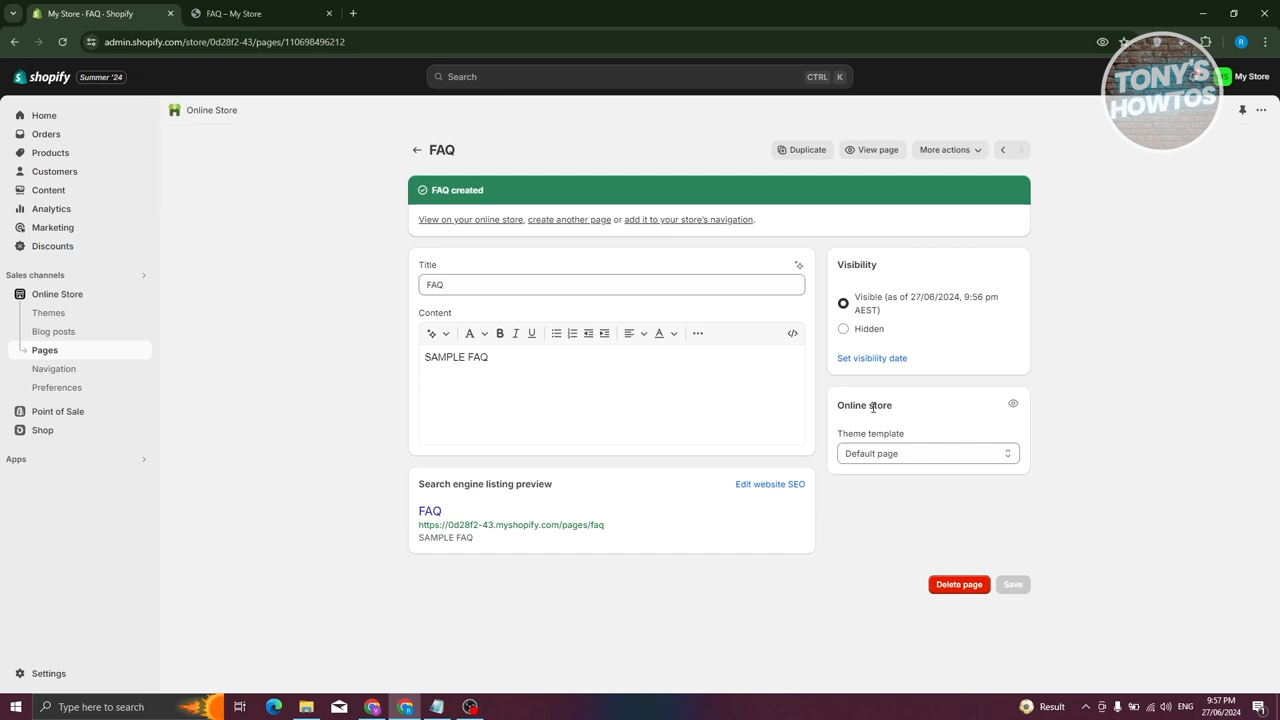 My Store · FAQ · Shopify
FAQ – My Store
admin.shopify.com/store/0d28f2-43/pages/110698496212
shopify
Summer '24
Search
CTRL
K
My Store
TONY'S
HOWTOS
Online Store
Home
Orders
Products
Customers
Content
Analytics
Marketing
Discounts
Sales channels
Online Store
Themes
Blog posts
Pages
Navigation
Preferences
Point of Sale
Shop
Apps
Settings
FAQ
Duplicate
View page
More actions
FAQ created
View on your online store, create another page or add it to your store's navigation.
Title
FAQ
Content
SAMPLE FAQ
Search engine listing preview
Edit website SEO
FAQ
https://0d28f2-43.myshopify.com/pages/faq
SAMPLE FAQ
Visibility
Visible (as of 27/06/2024, 9:56 pm
AEST)
Hidden
Set visibility date
Online store
Theme template
Default page
Delete page
Save
Type here to search
Result
9:57 PM
27/06/2024